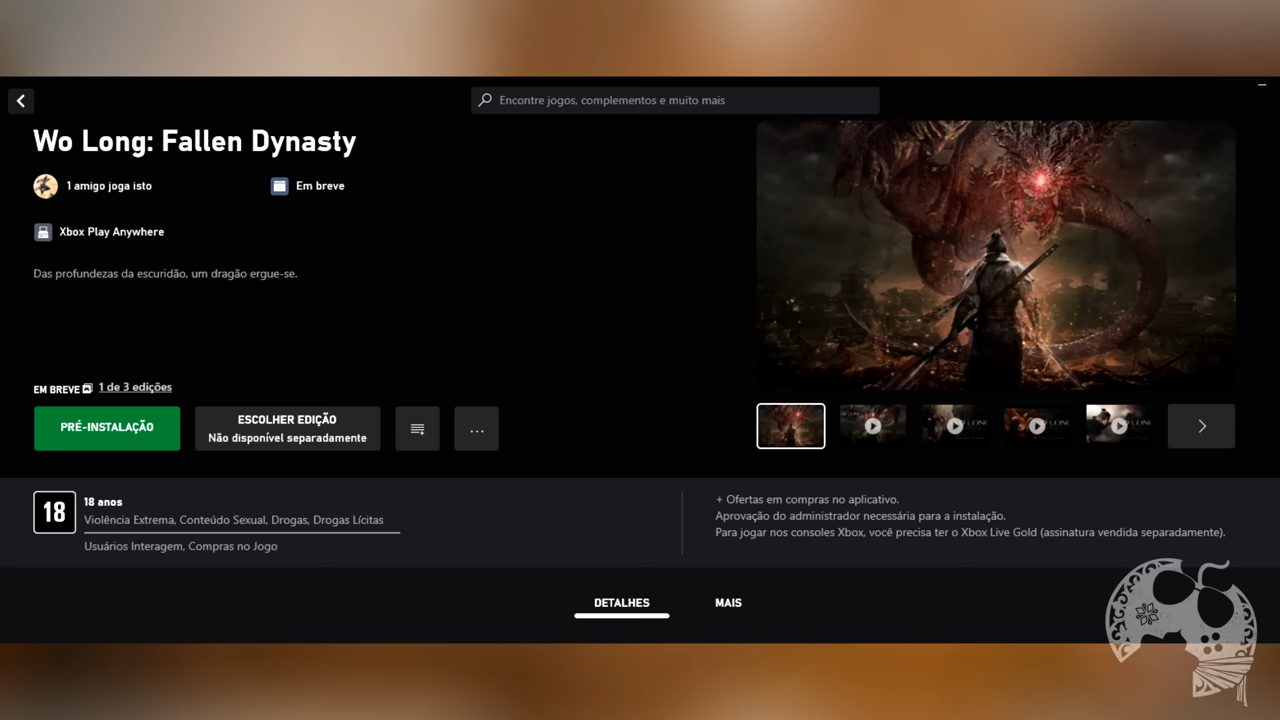 Encontre jogos, complementos e muito mais
Wo Long: Fallen Dynasty
1 amigo joga isto
Em breve
Xbox Play Anywhere
Das profundezas da escuridão, um dragão ergue-se.
EM BREVE 1 de 3 edições
PRÉ-INSTALAÇÃO
ESCOLHER EDIÇÃO
Não disponível separadamente
...
18
18 anos
Violência Extrema, Conteúdo Sexual, Drogas, Drogas Lícitas
Usuários Interagem, Compras no Jogo
+ Ofertas em compras no aplicativo.
Aprovação do administrador necessária para a instalação.
Para jogar nos consoles Xbox, você precisa ter o Xbox Live Gold (assinatura vendida separadamente).
DETALHES
MAIS